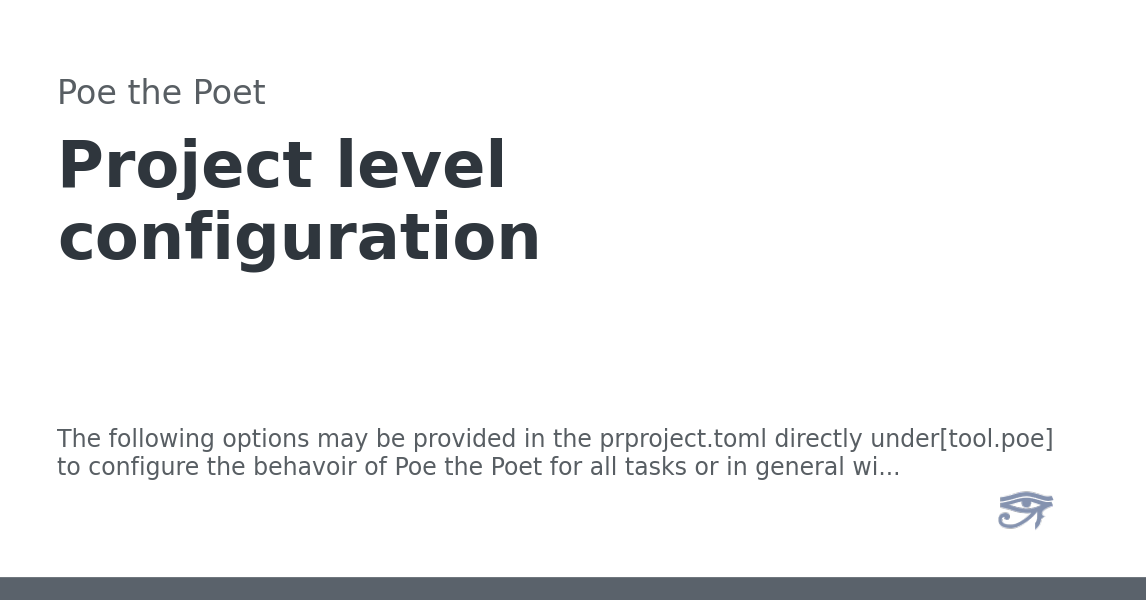 Poe the Poet
Project level
configuration
The following options may be provided in the prproject.toml directly under[tool.poe]
to configure the behavoir of Poe the Poet for all tasks or in general wi...